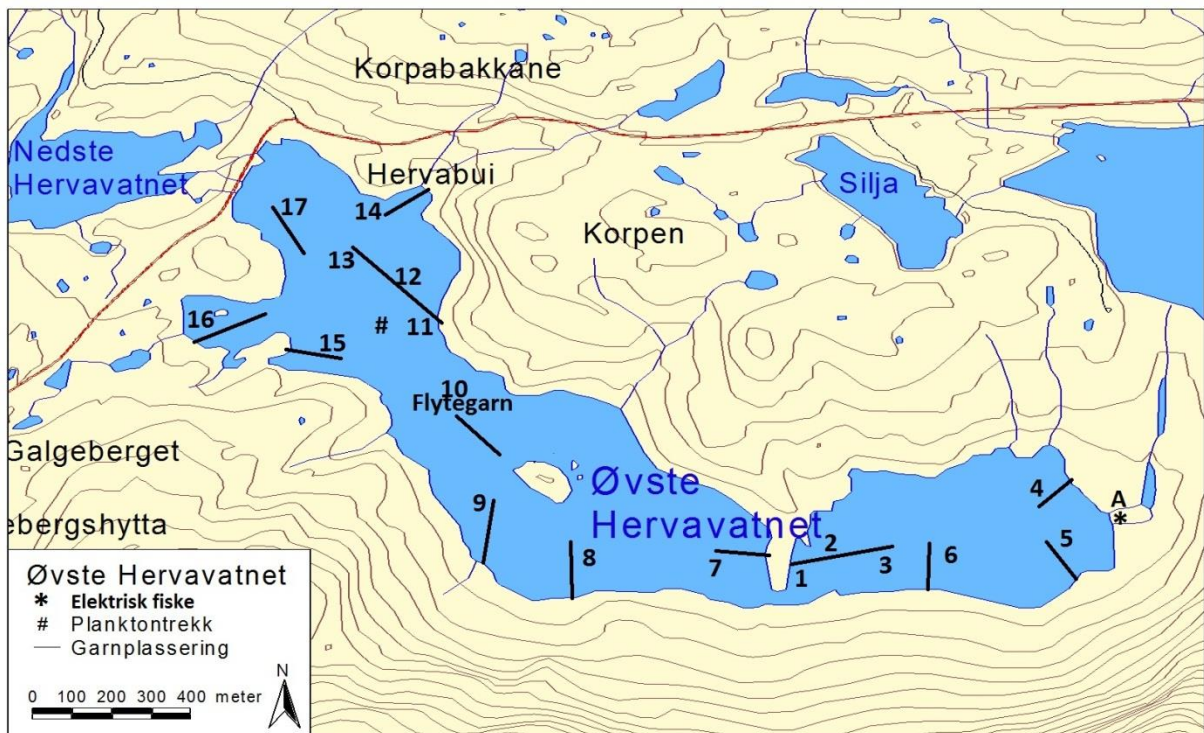 Korpabakkane
Nedste
Hervavatnet
Hervabui
Silja
17
14
Korpen
13
12
16
#
11
15
10
Flytegarn
Galgeberget
Øvste
Hervavatnet
4
A
*
9
ebergshytta
2
5
8
7
1
3
6
Øvste Hervavatnet
* Elektrisk fiske
# Planktontrekk
Garnplassering
N
0 100 200 300 400 meter